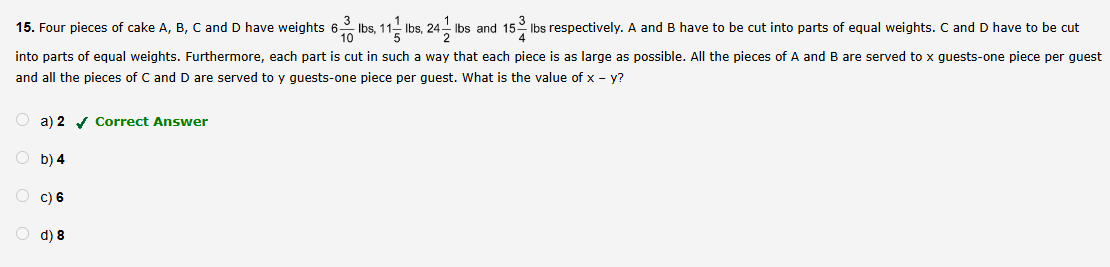 15. Four pieces of cake A, B, C and D have weights 6 3/10 lbs, 11 1/5 lbs, 24 1/2 lbs and 15 3/4 lbs respectively. A and B have to be cut into parts of equal weights. C and D have to be cut
into parts of equal weights. Furthermore, each part is cut in such a way that each piece is as large as possible. All the pieces of A and B are served to x guests-one piece per guest
and all the pieces of C and D are served to y guests-one piece per guest. What is the value of x – y?
a) 2 ✔ Correct Answer
b) 4
c) 6
d) 8